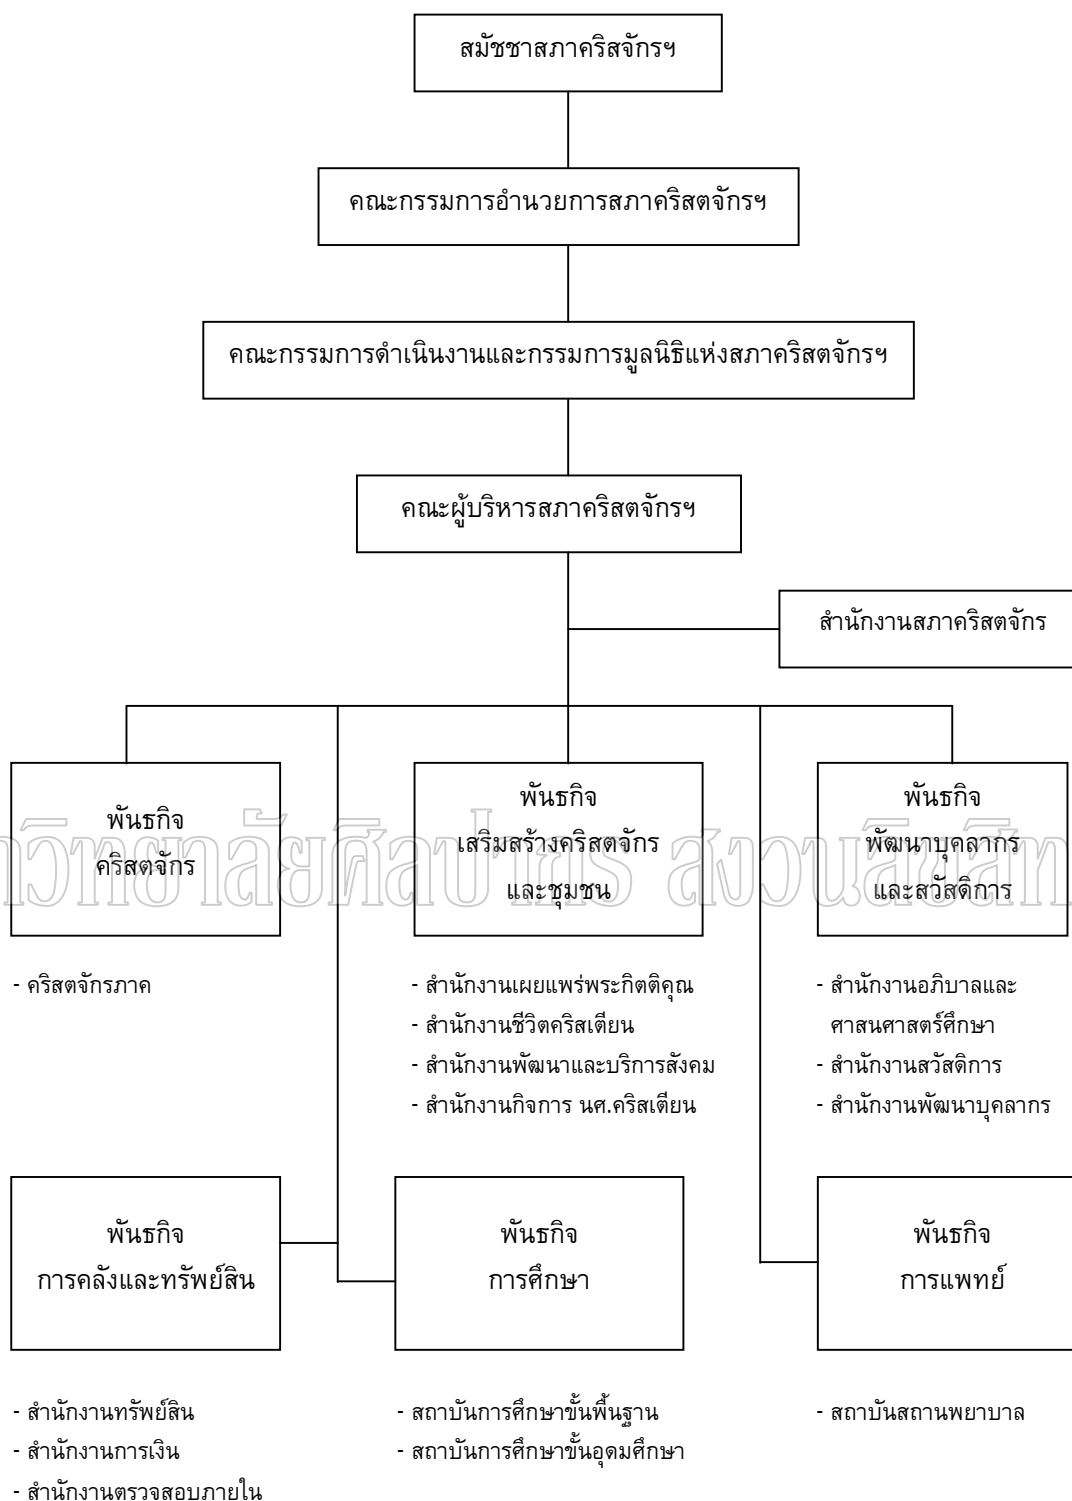 สมัชชาสภาคริสจักรฯ
คณะกรรมการอำนวยการสภาคริสตจักรฯ
คณะกรรมการดำเนินงานและกรรมการมูลนิธิแห่งสภาคริสตจักรฯ
คณะผู้บริหารสภาคริสตจักรฯ
สำนักงานสภาคริสตจักร
พันธกิจ
คริสตจักร
พันธกิจ
เสริมสร้างคริสตจักร
และชุมชน
พันธกิจ
พัฒนาบุคลากร
และสวัสดิการ
- คริสตจักรภาค
- สำนักงานเผยแพร่พระกิตติคุณ
- สำนักงานชีวิตคริสเตียน
- สำนักงานพัฒนาและบริการสังคม
- สำนักงานกิจการ นศ.คริสเตียน
- สำนักงานอภิบาลและ
ศาสนศาสตร์ศึกษา
- สำนักงานสวัสดิการ
- สำนักงานพัฒนาบุคลากร
พันธกิจ
การคลังและทรัพย์สิน
พันธกิจ
การศึกษา
พันธกิจ
การแพทย์
- สำนักงานทรัพย์สิน
- สำนักงานการเงิน
- สำนักงานตรวจสอบภายใน
- สถาบันการศึกษาขั้นพื้นฐาน
- สถาบันการศึกษาขั้นอุดมศึกษา
- สถาบันสถานพยาบาล
าวิทยาลัยศิลปากร สงวนลิขสิท